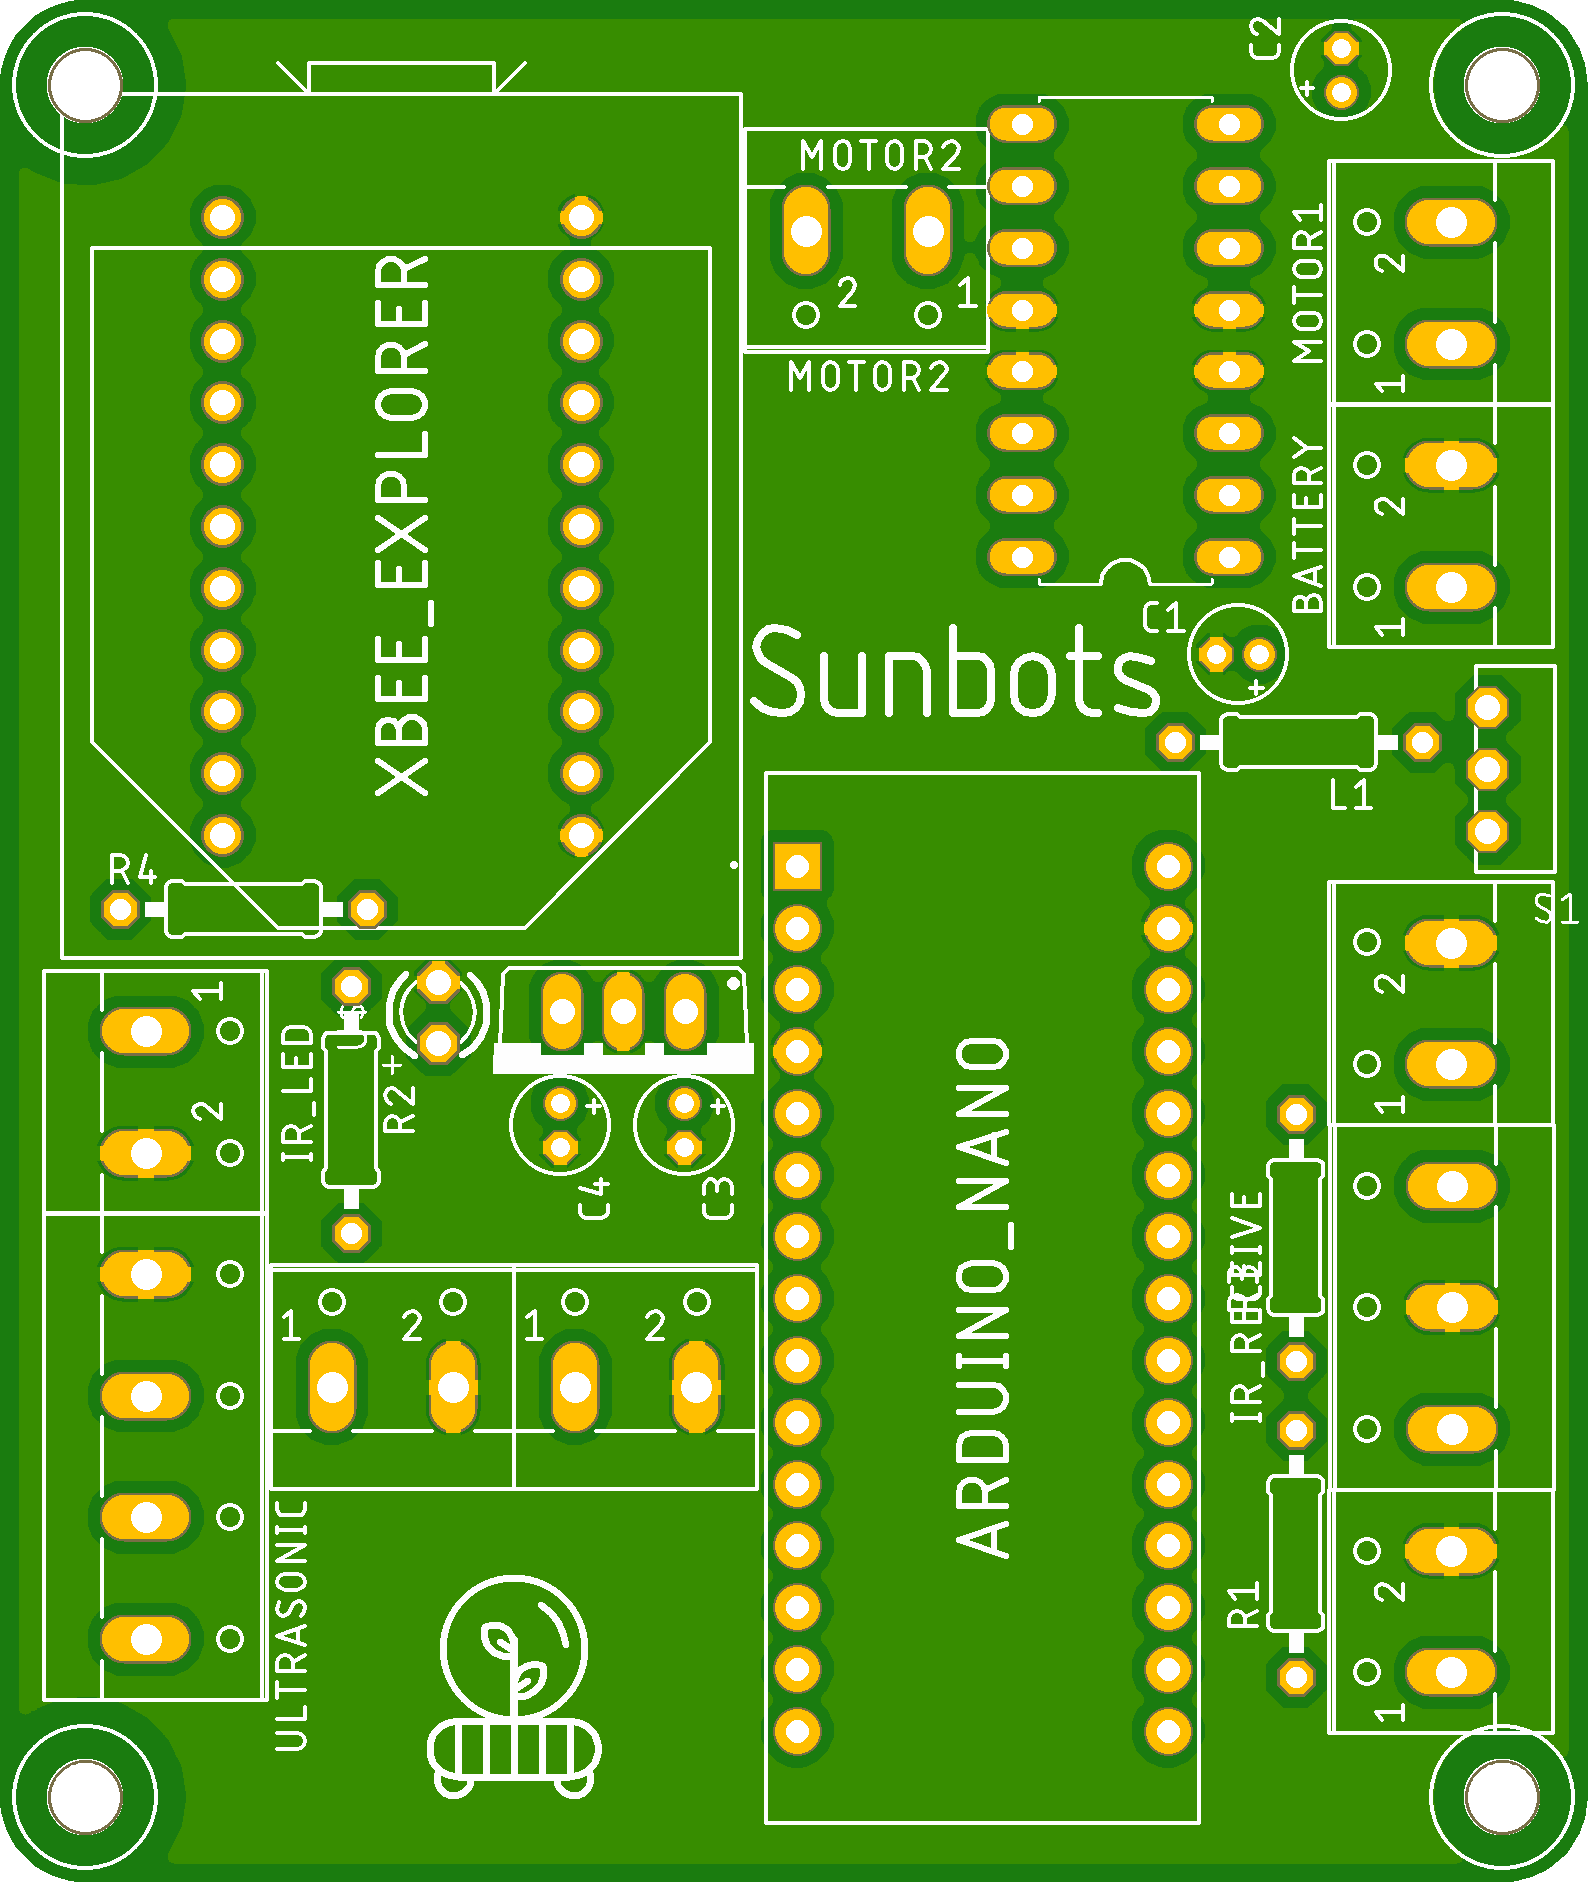 C2
+
MOTOR2
2
1
MOTOR2
MOTOR1
2
1
XBEE_EXPLORER
BATTERY
2
1
C1
+
Sunbots
L1
R4
S1
1
2
IR_LED
R2
+
+
+
C4
C3
2
1
ARDUINO_NANO
IR_RECEIVE
1
2
1
2
ULTRASONIC
R1
2
1